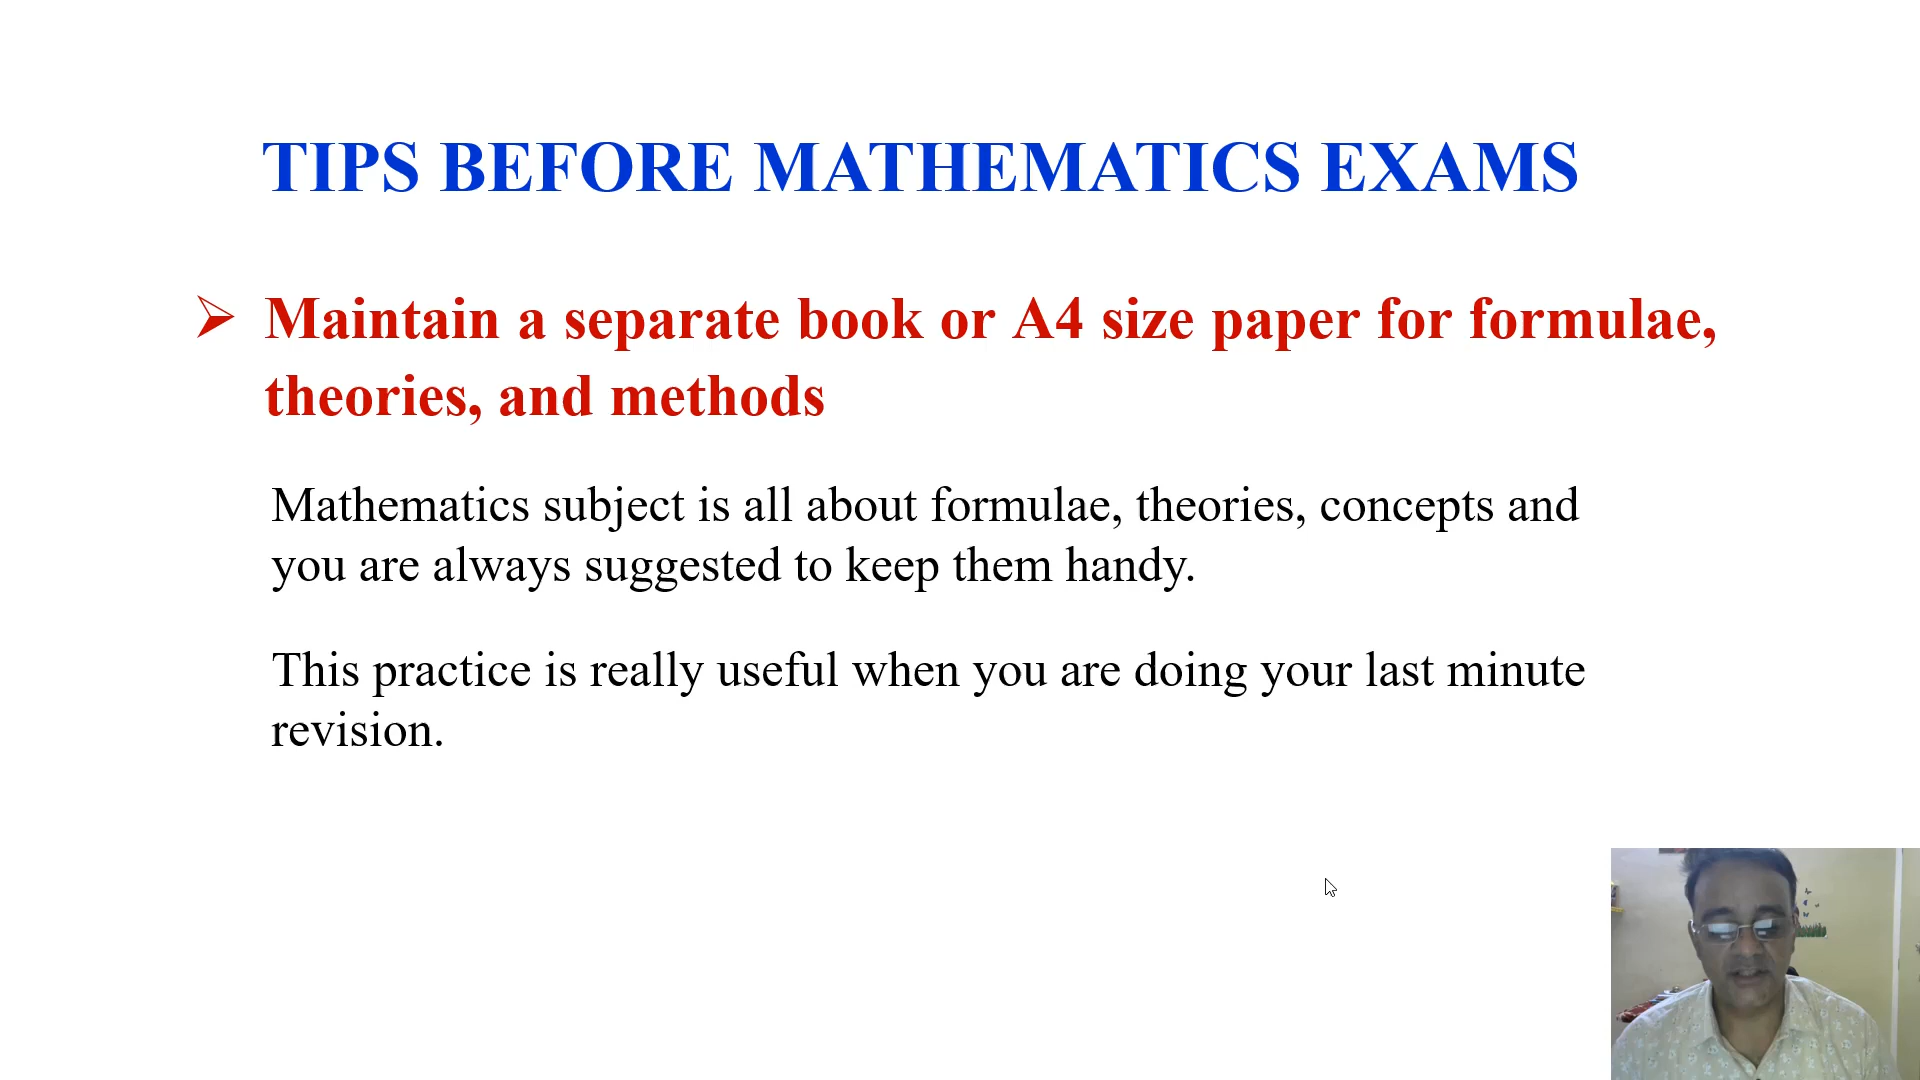 TIPS BEFORE MATHEMATICS EXAMS
Maintain a separate book or A4 size paper for formulae,
theories, and methods
Mathematics subject is all about formulae, theories, concepts and
you are always suggested to keep them handy.
This practice is really useful when you are doing your last minute
revision.